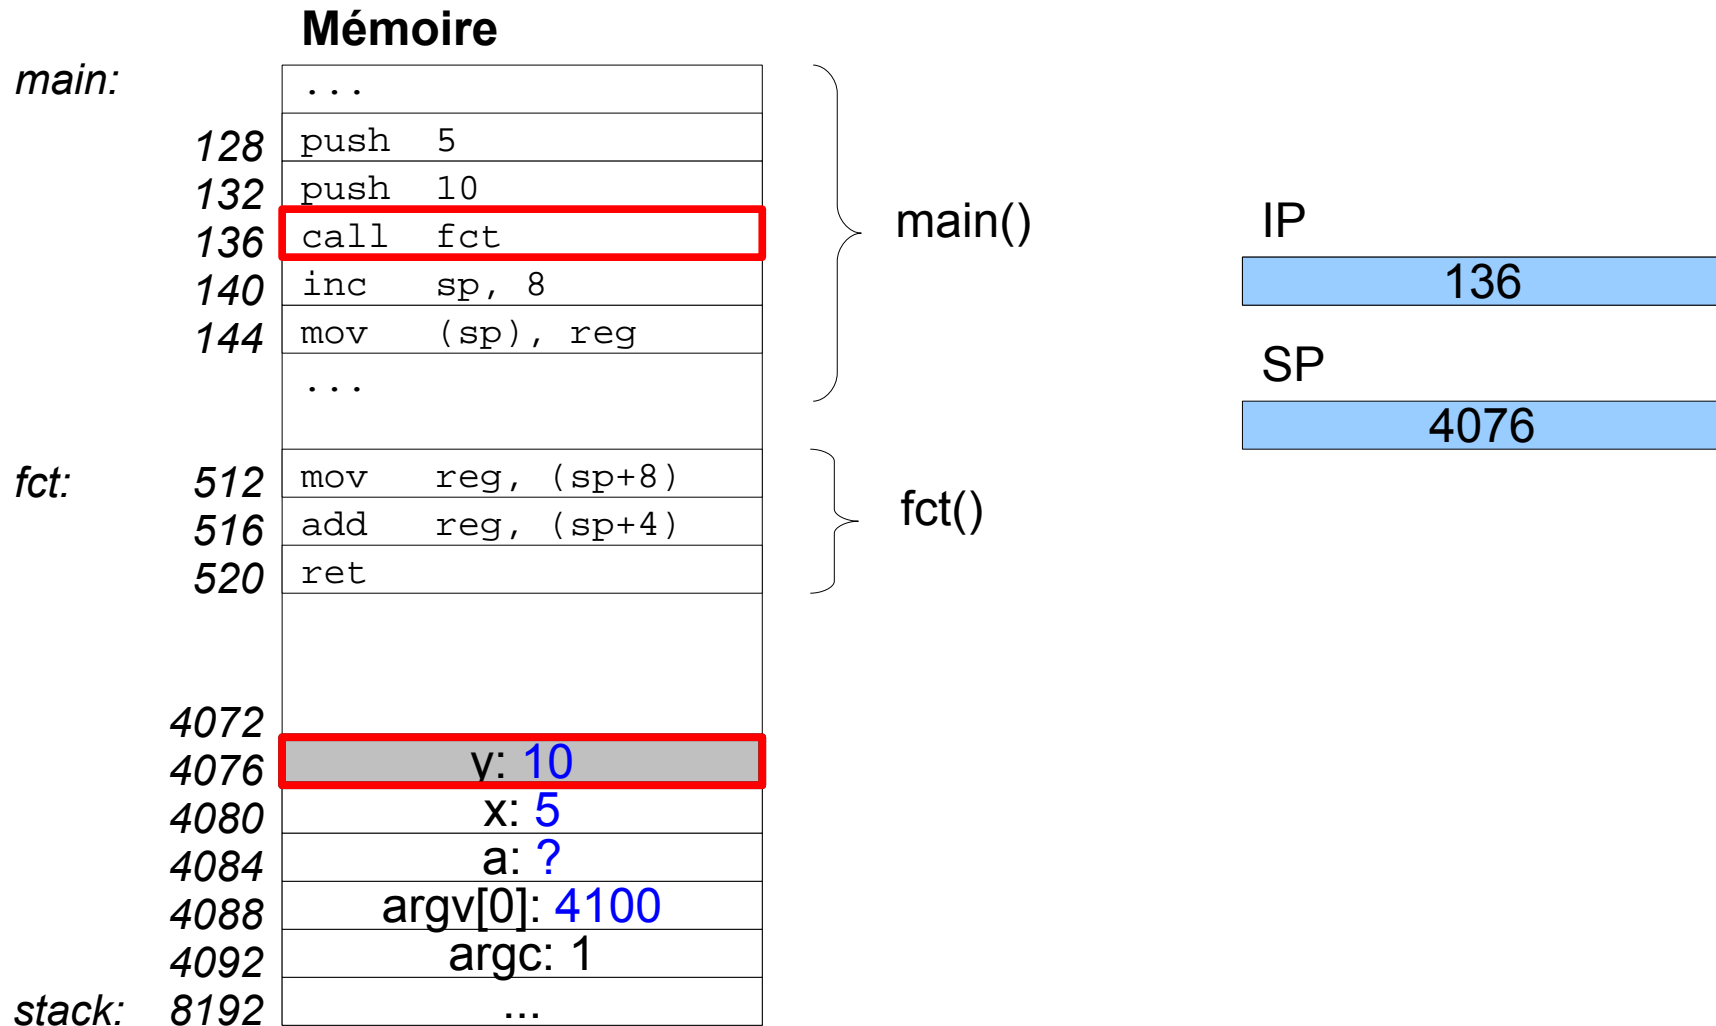 Mémoire
main: ...
128 push 5
132 push 10
136 call fct
140 inc sp, 8
144 mov (sp), reg
...
main()
IP
136
SP
4076
fct: 512 mov reg, (sp+8)
516 add reg, (sp+4)
520 ret
fct()
4072
4076 y: 10
4080 x: 5
4084 a: ?
4088 argv[0]: 4100
4092 argc: 1
stack: 8192 ...